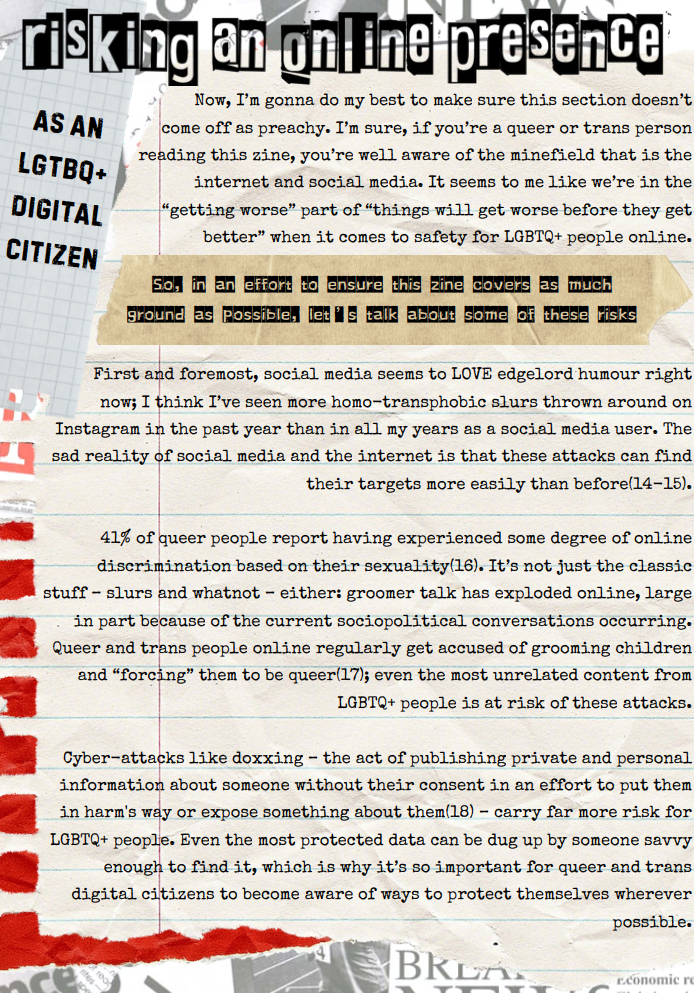 risking an online presence
AS AN
LGTBQ+
DIGITAL
CITIZEN
Now, I'm gonna do my best to make sure this section doesn't
come off as preachy. I'm sure, if you're a queer or trans person
reading this zine, you're well aware of the minefield that is the
internet and social media. It seems to me like we're in the
"getting worse" part of "things will get worse before they get
better" when it comes to safety for LGBTQ+ people online.
So, in an effort to ensure this zine covers as much
ground as possible, let's talk about some of these risks
First and foremost, social media seems to LOVE edgelord humour right
now; I think I've seen more homo-transphobic slurs thrown around on
Instagram in the past year than in all my years as a social media user. The
sad reality of social media and the internet is that these attacks can find
their targets more easily than before(14-15).
41% of queer people report having experienced some degree of online
discrimination based on their sexuality(16). It's not just the classic
stuff - slurs and whatnot - either: groomer talk has exploded online, large
in part because of the current sociopolitical conversations occurring.
Queer and trans people online regularly get accused of grooming children
and "forcing" them to be queer(17); even the most unrelated content from
LGBTQ+ people is at risk of these attacks.
Cyber-attacks like doxxing - the act of publishing private and personal
information about someone without their consent in an effort to put them
in harm's way or expose something about them(18) - carry far more risk for
LGBTQ+ people. Even the most protected data can be dug up by someone savvy
enough to find it, which is why it's so important for queer and trans
digital citizens to become aware of ways to protect themselves wherever
possible.